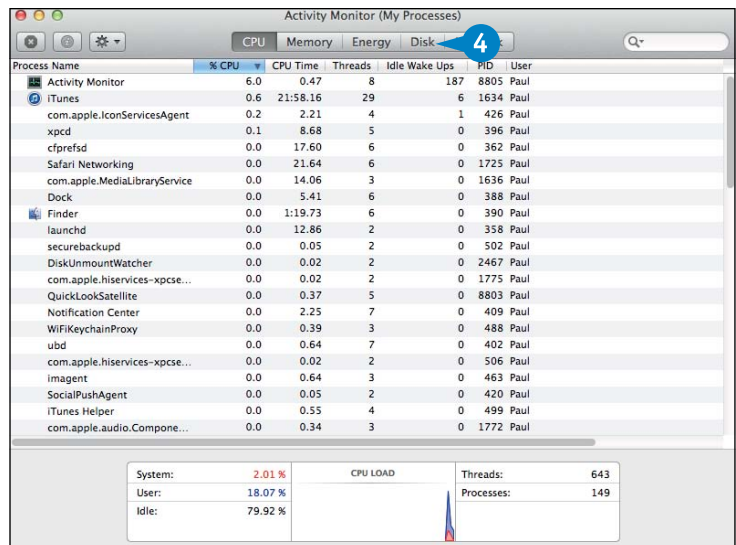 Activity Monitor (My Processes)
CPU Memory Energy Disk 4
Process Name % CPU CPU Time Threads Idle Wake Ups PID User
Activity Monitor 6.0 0.47 8 187 8805 Paul
iTunes 0.6 21:58.16 29 6 1634 Paul
com.apple.IconServicesAgent 0.2 2.21 4 1 426 Paul
xpcd 0.1 8.68 5 0 396 Paul
cfprefsd 0.0 17.60 6 0 362 Paul
Safari Networking 0.0 21.64 6 0 1725 Paul
com.apple.MediaLibraryService 0.0 14.06 3 0 1636 Paul
Dock 0.0 5.41 6 0 388 Paul
Finder 0.0 1:19.73 6 0 390 Paul
launchd 0.0 12.86 2 0 358 Paul
securebackupd 0.0 0.05 2 0 502 Paul
DiskUnmountWatcher 0.0 0.02 2 0 2467 Paul
com.apple.hiservices-xpcse... 0.0 0.02 2 0 1775 Paul
QuickLookSatellite 0.0 0.37 5 0 8803 Paul
Notification Center 0.0 2.25 7 0 409 Paul
WiFiKeychainProxy 0.0 0.39 3 0 488 Paul
ubd 0.0 0.64 7 0 402 Paul
com.apple.hiservices-xpcse... 0.0 0.02 2 0 506 Paul
imagent 0.0 0.64 3 0 463 Paul
SocialPushAgent 0.0 0.05 2 0 420 Paul
iTunes Helper 0.0 0.55 4 0 499 Paul
com.apple.audio.Compone... 0.0 0.34 3 0 1772 Paul
System: 2.01 % CPU LOAD Threads: 643
User: 18.07 % Processes: 149
Idle: 79.92 %